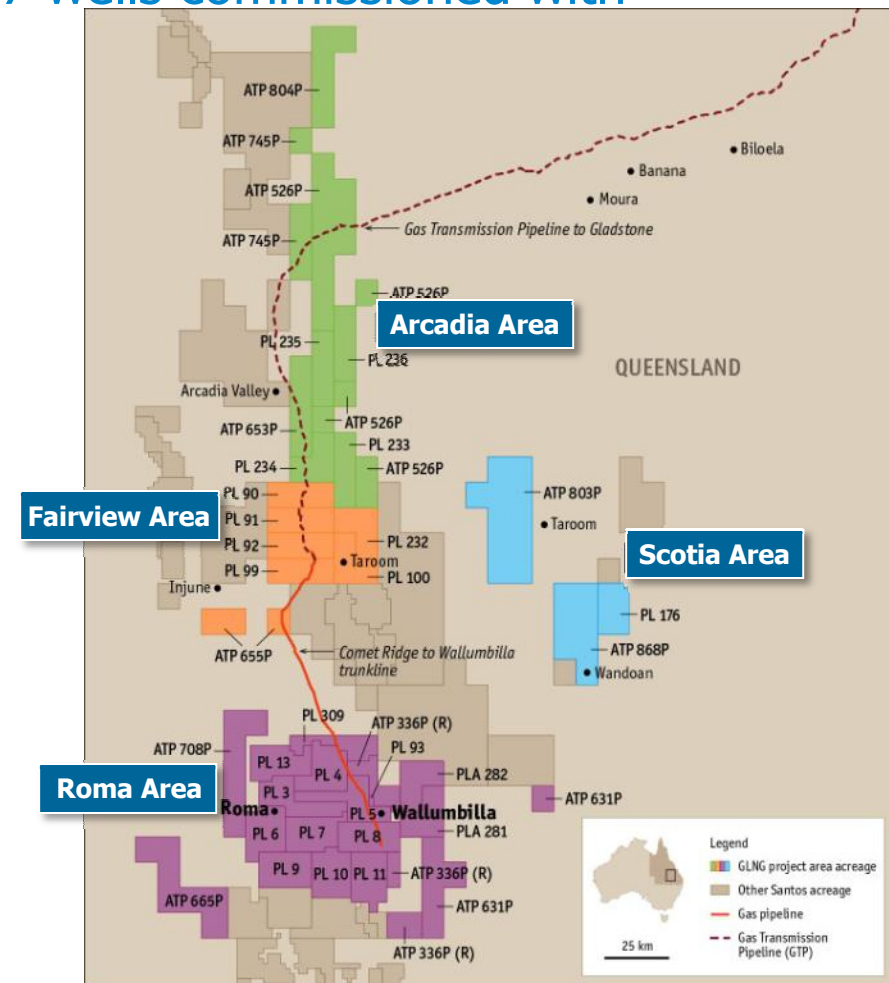 7 wells commissioned with
ATP 804P
ATP 745P
Biloela
Banana
ATP 526P
Moura
Gas Transmission Pipeline to Gladstone
ATP 745P
ATP 526P
Arcadia Area
PL 235
PL 236
QUEENSLAND
Arcadia Valley
ATP 526P
ATP 653P
PL 233
PL 234
ATP 526P
PL 90
ATP 803P
Fairview Area
PL 91
Taroom
PL 92
PL 232
Scotia Area
PL 99
Taroom
PL 100
Injune
PL 176
ATP 655P
Comet Ridge to Wallumbilla
trunkline
ATP 868P
Wandoan
PL 309
ATP 336P (R)
ATP 708P
PL 93
PL 13
PL 4
PLA 282
Roma Area
PL 3
ATP 631P
Roma
PL 5
Wallumbilla
PL 6
PL 7
PL 8
PLA 281
PL 9
PL 10
PL 11
ATP 336P (R)
ATP 665P
ATP 631P
ATP 336P (R)
Legend
GLNG project area acreage
Other Santos acreage
Gas pipeline
Gas Transmission
Pipeline (GTP)
25 km